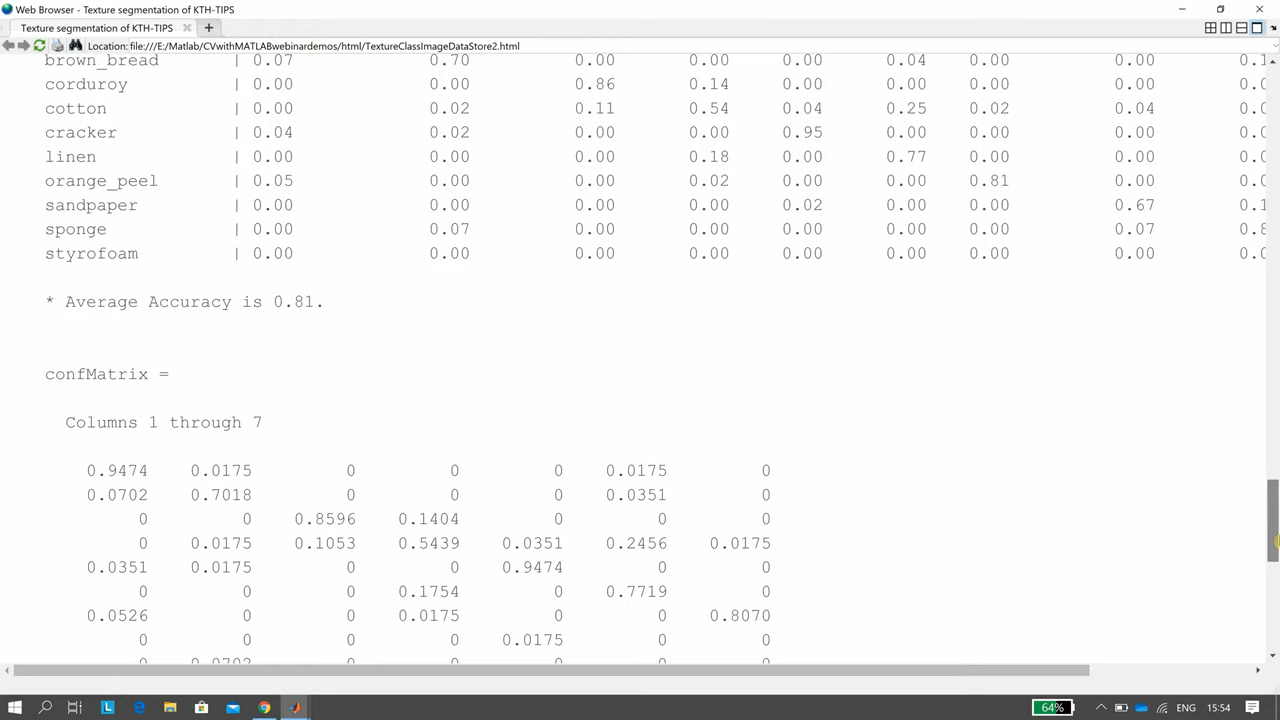 Web Browser - Texture segmentation of KTH-TIPS
Texture segmentation of KTH-TIPS
Location: file:///E:/Matlab/CVwithMATLABwebinardemos/html/TextureClassImageDataStore2.html
brown_bread | 0.07 0.70 0.00 0.00 0.00 0.04 0.00 0.00
corduroy | 0.00 0.00 0.86 0.14 0.00 0.00 0.00 0.00
cotton | 0.00 0.02 0.11 0.54 0.04 0.25 0.02 0.04
cracker | 0.04 0.02 0.00 0.00 0.95 0.00 0.00 0.00
linen | 0.00 0.00 0.00 0.18 0.00 0.77 0.00 0.00
orange_peel | 0.05 0.00 0.00 0.02 0.00 0.00 0.81 0.00
sandpaper | 0.00 0.00 0.00 0.00 0.02 0.00 0.00 0.67
sponge | 0.00 0.07 0.00 0.00 0.00 0.00 0.00 0.07
styrofoam | 0.00 0.00 0.00 0.00 0.00 0.00 0.00 0.00
* Average Accuracy is 0.81.
confMatrix =
Columns 1 through 7
0.9474 0.0175 0 0 0 0.0175 0
0.0702 0.7018 0 0 0 0.0351 0
0 0 0.8596 0.1404 0 0 0
0 0.0175 0.1053 0.5439 0.0351 0.2456 0.0175
0.0351 0.0175 0 0 0.9474 0 0
0 0 0 0.1754 0 0.7719 0
0.0526 0 0 0.0175 0 0 0.8070
0 0 0 0 0.0175 0 0
0 0.0702 0 0 0 0 0
64% ENG 15:54